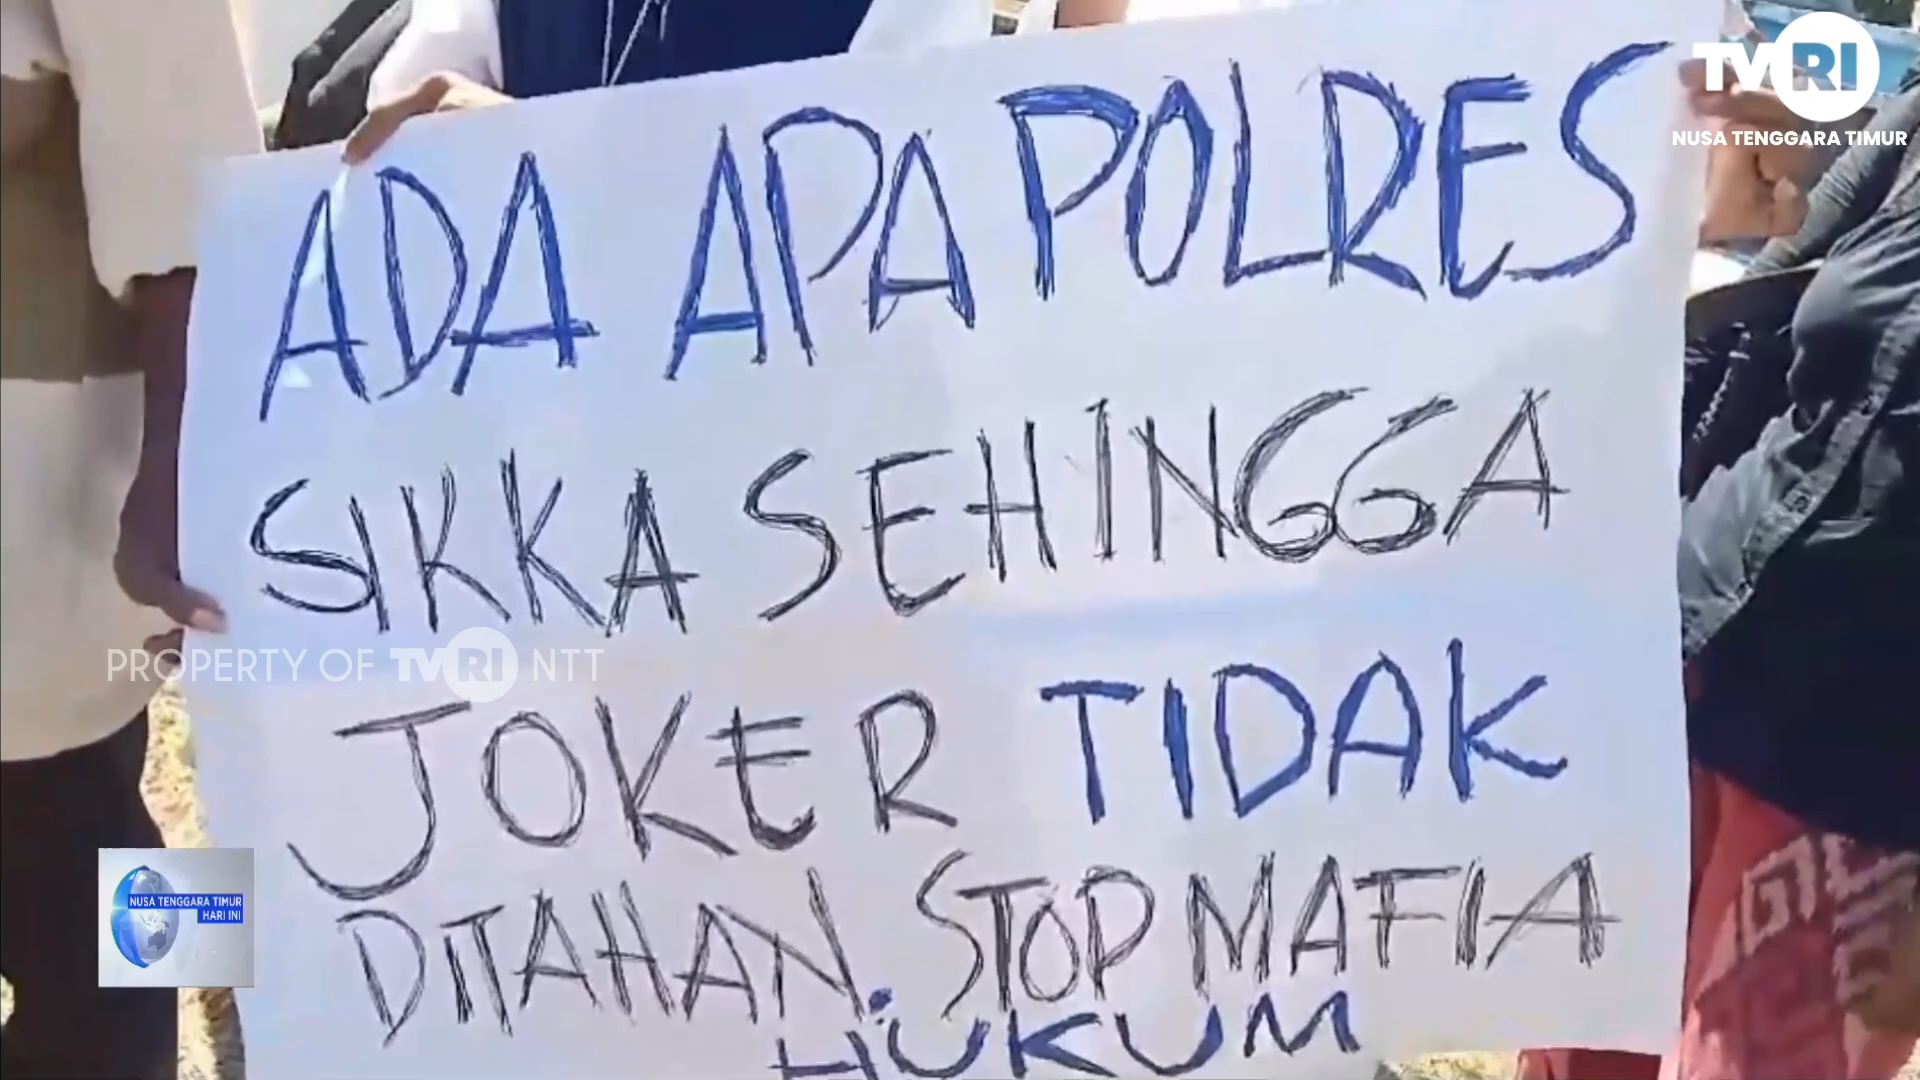 TVRI
NUSA TENGGARA TIMUR
ADA APA POLRES
SIKKA SEHINGGA
PROPERTY OF TVRI NTT
JOKER TIDAK
DITAHAN. STOP MAFIA
HUKUM
NUSA TENGGARA TIMUR
HARI INI